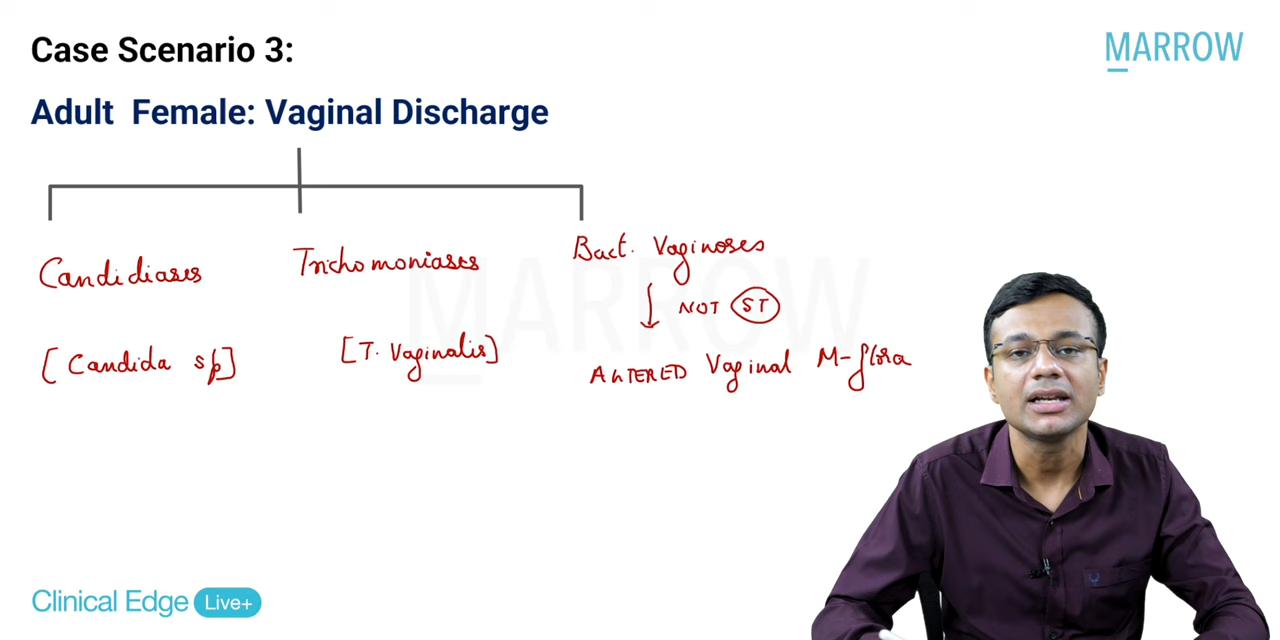 Case Scenario 3:
MARROW
Adult Female: Vaginal Discharge
Candidiases
Trichomoniases
Bact. Vaginoses
NOT ST
[Candida sp]
[T. Vaginalis]
ALTERED Vaginal M-flora
MARROW
Clinical Edge Live+